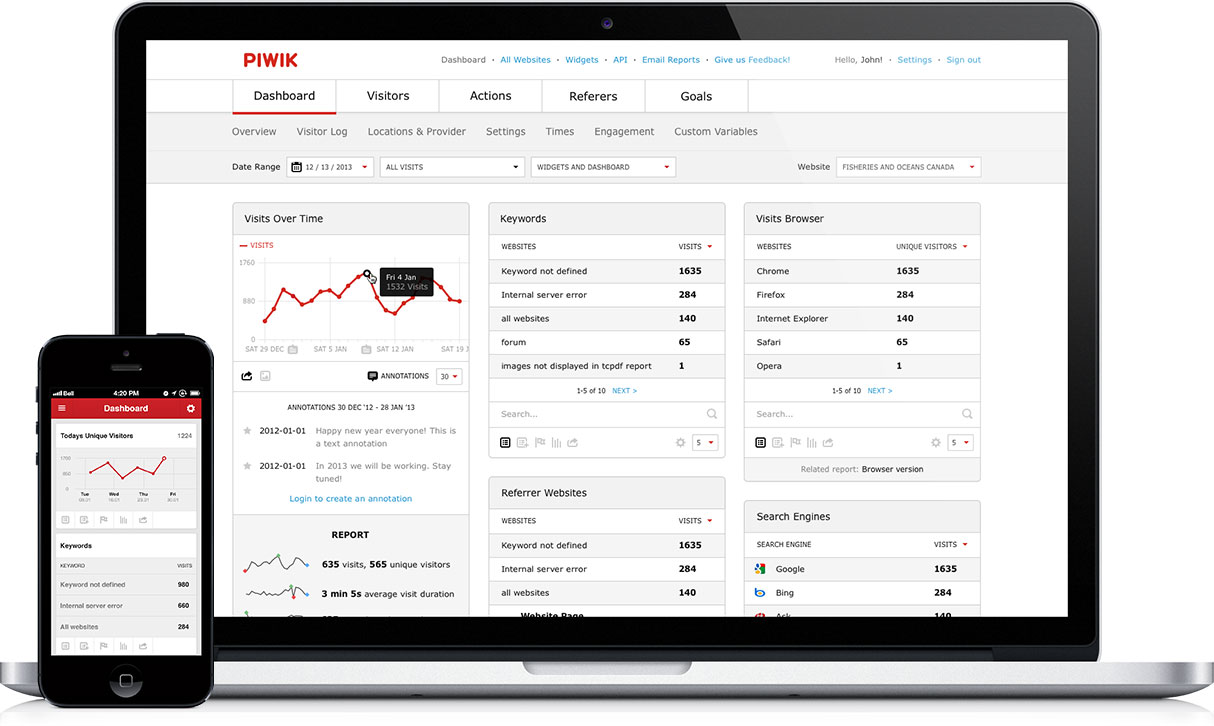 PIWIK
Dashboard · All Websites · Widgets · API · Email Reports · Give us Feedback!
Hello, John! · Settings · Sign out
Dashboard Visitors Actions Referers Goals
Overview Visitor Log Locations & Provider Settings Times Engagement Custom Variables
Date Range 12 / 13 / 2013 ALL VISITS WIDGETS AND DASHBOARD Website FISHERIES AND OCEANS CANADA
Visits Over Time
VISITS
1760
880
0
Fri 4 Jan
1532 Visits
SAT 29 DEC SAT 5 JAN SAT 12 JAN SAT 19 J
ANNOTATIONS 30
ANNOTATIONS 30 DEC '12 - 28 JAN '13
2012-01-01 Happy new year everyone! This is
a text annotation
2012-01-01 In 2013 we will be working. Stay
tuned!
Login to create an annotation
REPORT
635 visits, 565 unique visitors
3 min 5s average visit duration
Keywords
WEBSITES VISITS
Keyword not defined 1635
Internal server error 284
all websites 140
forum 65
images not displayed in tcpdf report 1
1-5 of 10 NEXT >
Search...
5
Referrer Websites
WEBSITES VISITS
Keyword not defined 1635
Internal server error 284
all websites 140
Website Page
Visits Browser
WEBSITES UNIQUE VISITORS
Chrome 1635
Firefox 284
Internet Explorer 140
Safari 65
Opera 1
1-5 of 10 NEXT >
Search...
5
Related report: Browser version
Search Engines
SEARCH ENGINE VISITS
Google 1635
Bing 284
Ask 140
Bell 4:20 PM
Dashboard
Todays Unique Visitors 1224
1700
850
0
Tue Wed Thu Fri
Keywords
KEYWORD VISITS
Keyword not defined 980
Internal server error 660
All websites 284